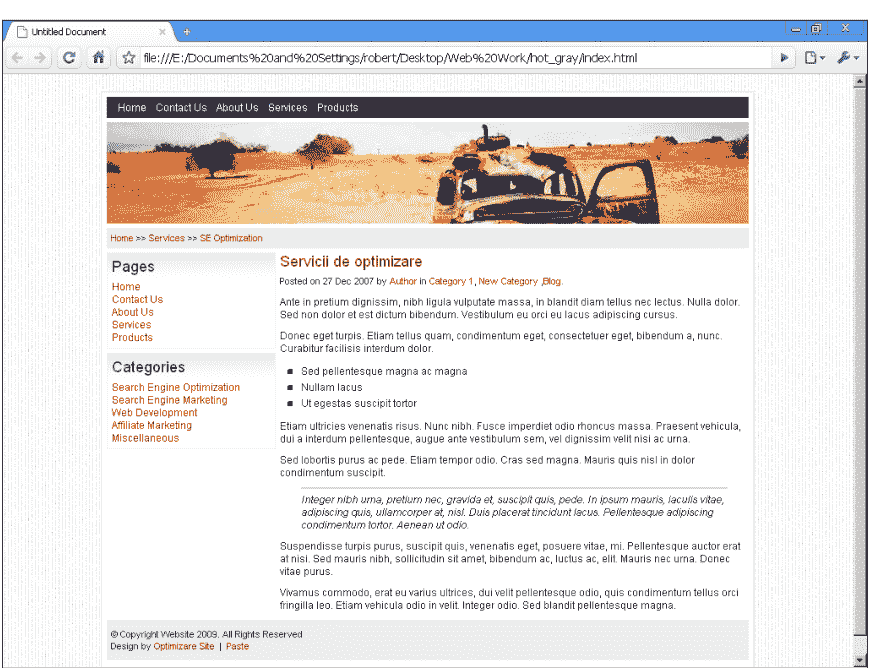 Untitled Document
file:///E:/Documents%20and%20Settings/robert/Desktop/Web%20Work/hot_gray/index.html
Home Contact Us About Us Services Products
Home >> Services >> SE Optimization
Pages
Home
Contact Us
About Us
Services
Products
Categories
Search Engine Optimization
Search Engine Marketing
Web Development
Affiliate Marketing
Miscellaneous
Servicii de optimizare
Posted on 27 Dec 2007 by Author in Category 1, New Category ,Blog.
Ante in pretium dignissim, nibh ligula vulputate massa, in blandit diam tellus nec lectus. Nulla dolor.
Sed non dolor et est dictum bibendum. Vestibulum eu orci eu lacus adipiscing cursus.
Donec eget turpis. Etiam tellus quam, condimentum eget, consectetuer eget, bibendum a, nunc.
Curabitur facilisis interdum dolor.
Sed pellentesque magna ac magna
Nullam lacus
Ut egestas suscipit tortor
Etiam ultricies venenatis risus. Nunc nibh. Fusce imperdiet odio rhoncus massa. Praesent vehicula,
dui a interdum pellentesque, augue ante vestibulum sem, vel dignissim velit nisi ac urna.
Sed lobortis purus ac pede. Etiam tempor odio. Cras sed magna. Mauris quis nisl in dolor
condimentum suscipit.
Integer nibh urna, pretium nec, gravida et, suscipit quis, pede. In ipsum mauris, iaculis vitae,
adipiscing quis, ullamcorper at, nisl. Duis placerat tincidunt lacus. Pellentesque adipiscing
condimentum tortor. Aenean ut odio.
Suspendisse turpis purus, suscipit quis, venenatis eget, posuere vitae, mi. Pellentesque auctor erat
at nisi. Sed mauris nibh, sollicitudin sit amet, bibendum ac, luctus ac, elit. Mauris nec urna. Donec
vitae purus.
Vivamus commodo, erat eu varius ultrices, dui velit pellentesque odio, quis condimentum tellus orci
fringilla leo. Etiam vehicula odio in velit. Integer odio. Sed blandit pellentesque magna.
© Copyright Website 2009. All Rights Reserved
Design by Optimizare Site | Paste